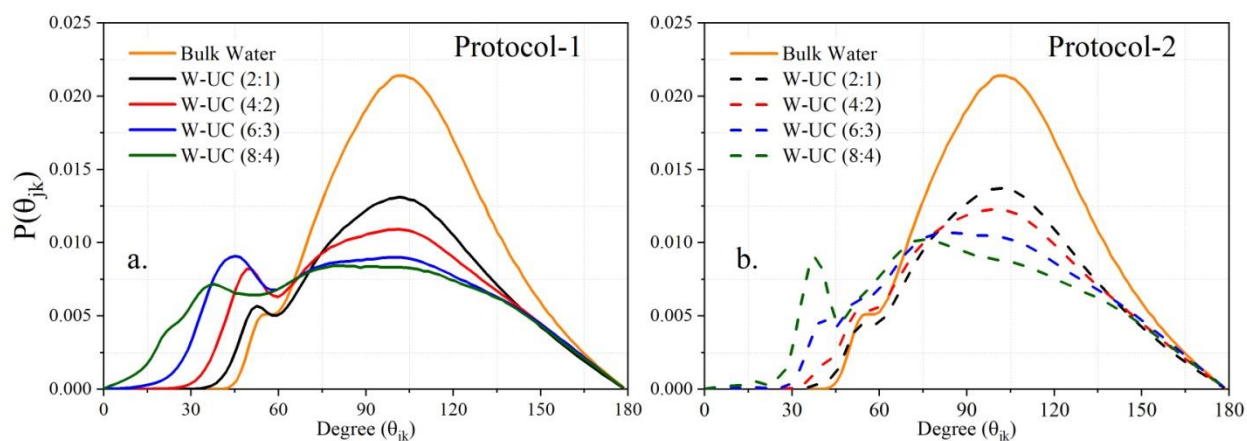 Protocol-1
Bulk Water
W-UC (2:1)
W-UC (4:2)
W-UC (6:3)
W-UC (8:4)
a.
P(θjk)
0.025
0.020
0.015
0.010
0.005
0.000
0 30 60 90 120 150 180
Degree (θjk)
Protocol-2
Bulk Water
W-UC (2:1)
W-UC (4:2)
W-UC (6:3)
W-UC (8:4)
b.
0.025
0.020
0.015
0.010
0.005
0.000
0 30 60 90 120 150 180
Degree (θjk)